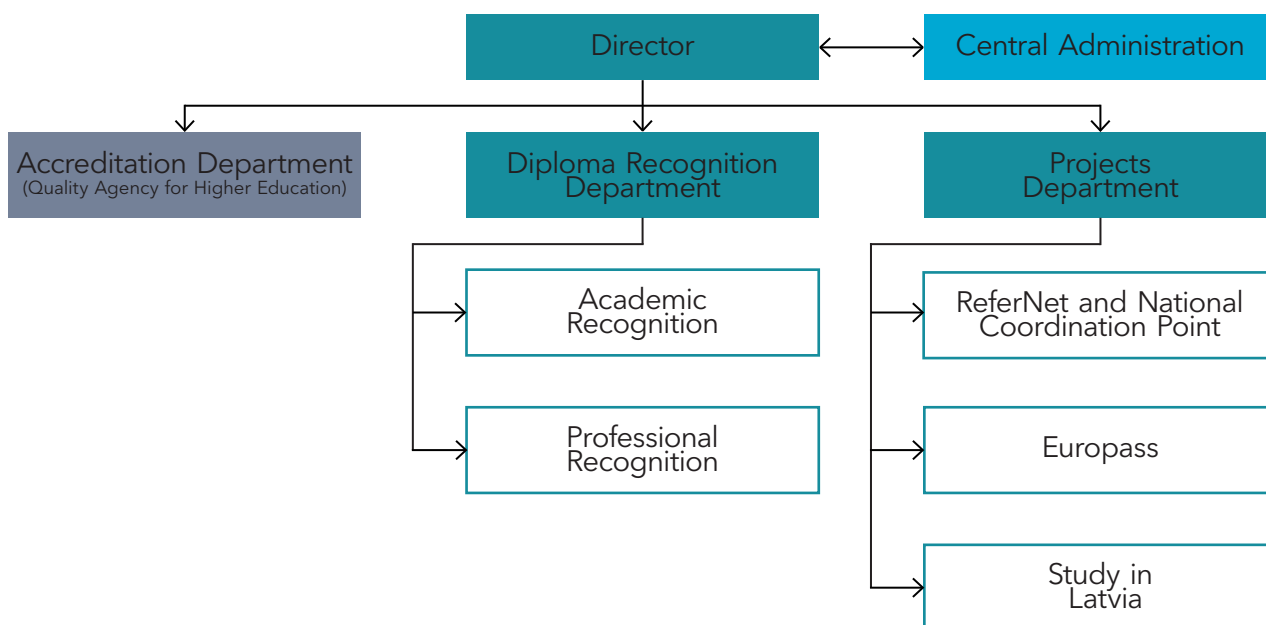 Director
Central Administration
Accreditation Department
(Quality Agency for Higher Education)
Diploma Recognition
Department
Projects
Department
Academic
Recognition
ReferNet and National
Coordination Point
Professional
Recognition
Europass
Study in
Latvia